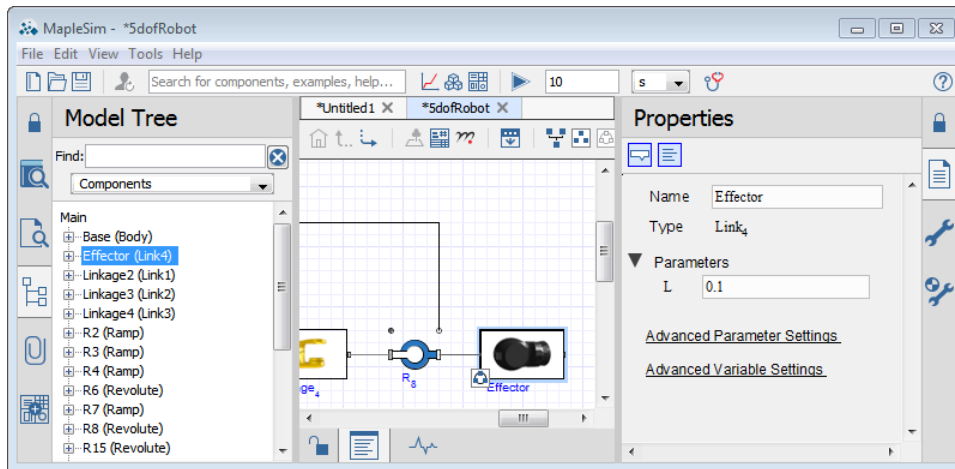 MapleSim - *5dofRobot
File Edit View Tools Help
Search for components, examples, help...
10
s
Model Tree
Find:
Components
Main
Base (Body)
Effector (Link4)
Linkage2 (Link1)
Linkage3 (Link2)
Linkage4 (Link3)
R2 (Ramp)
R3 (Ramp)
R4 (Ramp)
R6 (Revolute)
R7 (Ramp)
R8 (Revolute)
R15 (Revolute)
*Untitled1
*5dofRobot
ge4
R8
Effector
Properties
Name Effector
Type Link4
Parameters
L 0.1
Advanced Parameter Settings
Advanced Variable Settings